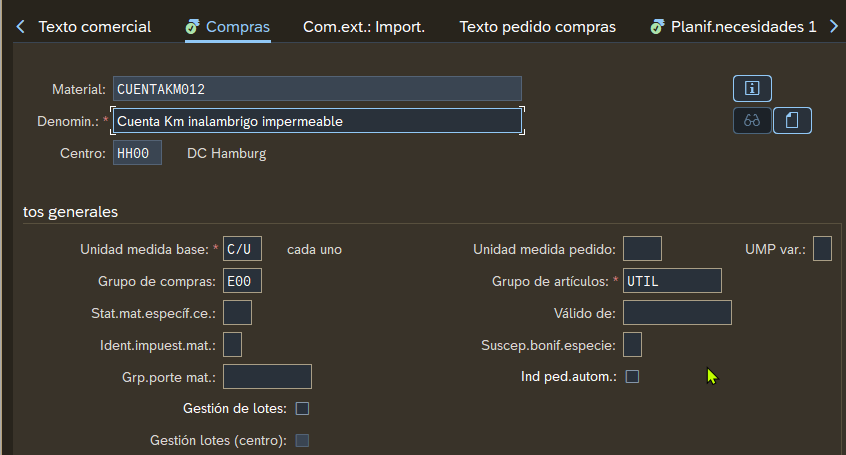 Texto comercial Compras Com.ext.: Import. Texto pedido compras Planif.necesidades 1
Material: CUENTAKM012
Denomin.: * Cuenta Km inalambrigo impermeable
Centro: HH00 DC Hamburg
tos generales
Unidad medida base: * C/U cada uno Unidad medida pedido: UMP var.:
Grupo de compras: E00 Grupo de artículos: * UTIL
Stat.mat.específ.ce.: Válido de:
Ident.impuest.mat.: Suscep.bonif.especie:
Grp.porte mat.: Ind ped.autom.:
Gestión de lotes:
Gestión lotes (centro):